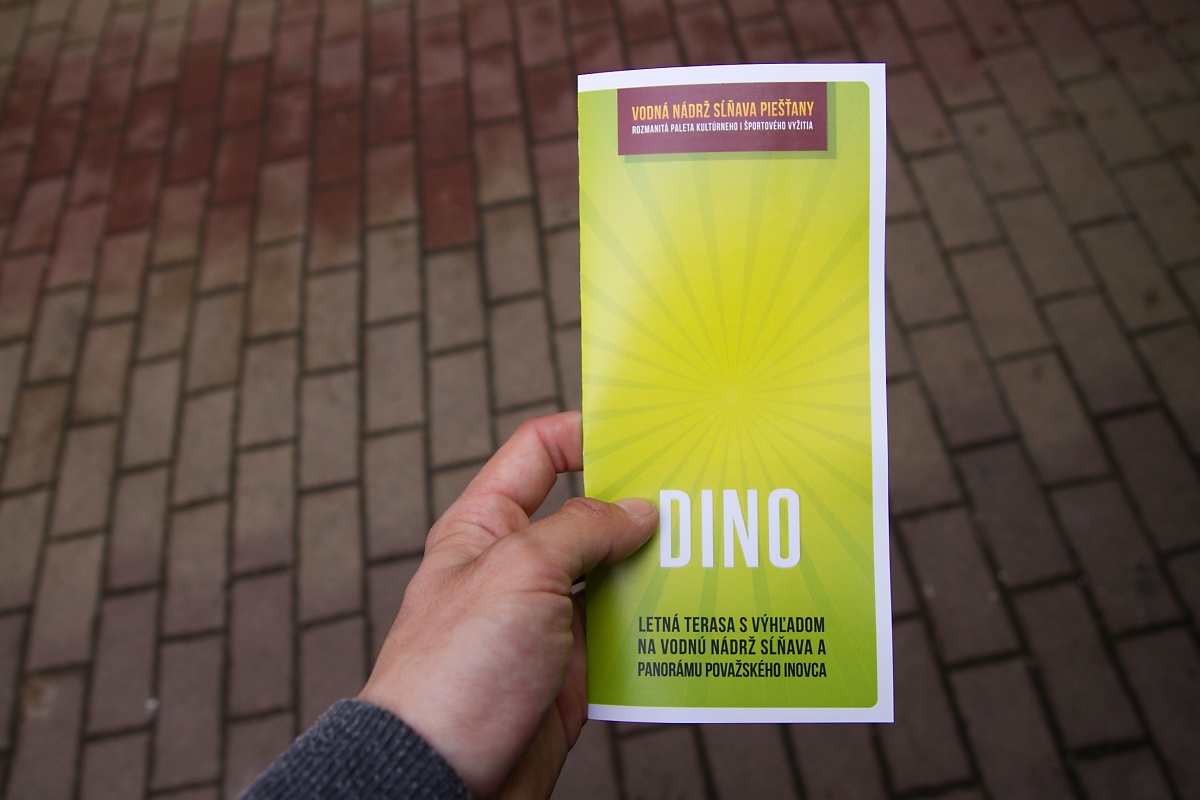 VODNÁ NÁDRŽ SĹŇAVA PIEŠŤANY
ROZMANITÁ PALETA KULTÚRNEHO I ŠPORTOVÉHO VYŽITIA
DINO
LETNÁ TERASA S VÝHĽADOM
NA VODNÚ NÁDRŽ SĹŇAVA A
PANORÁMU POVAŽSKÉHO INOVCA